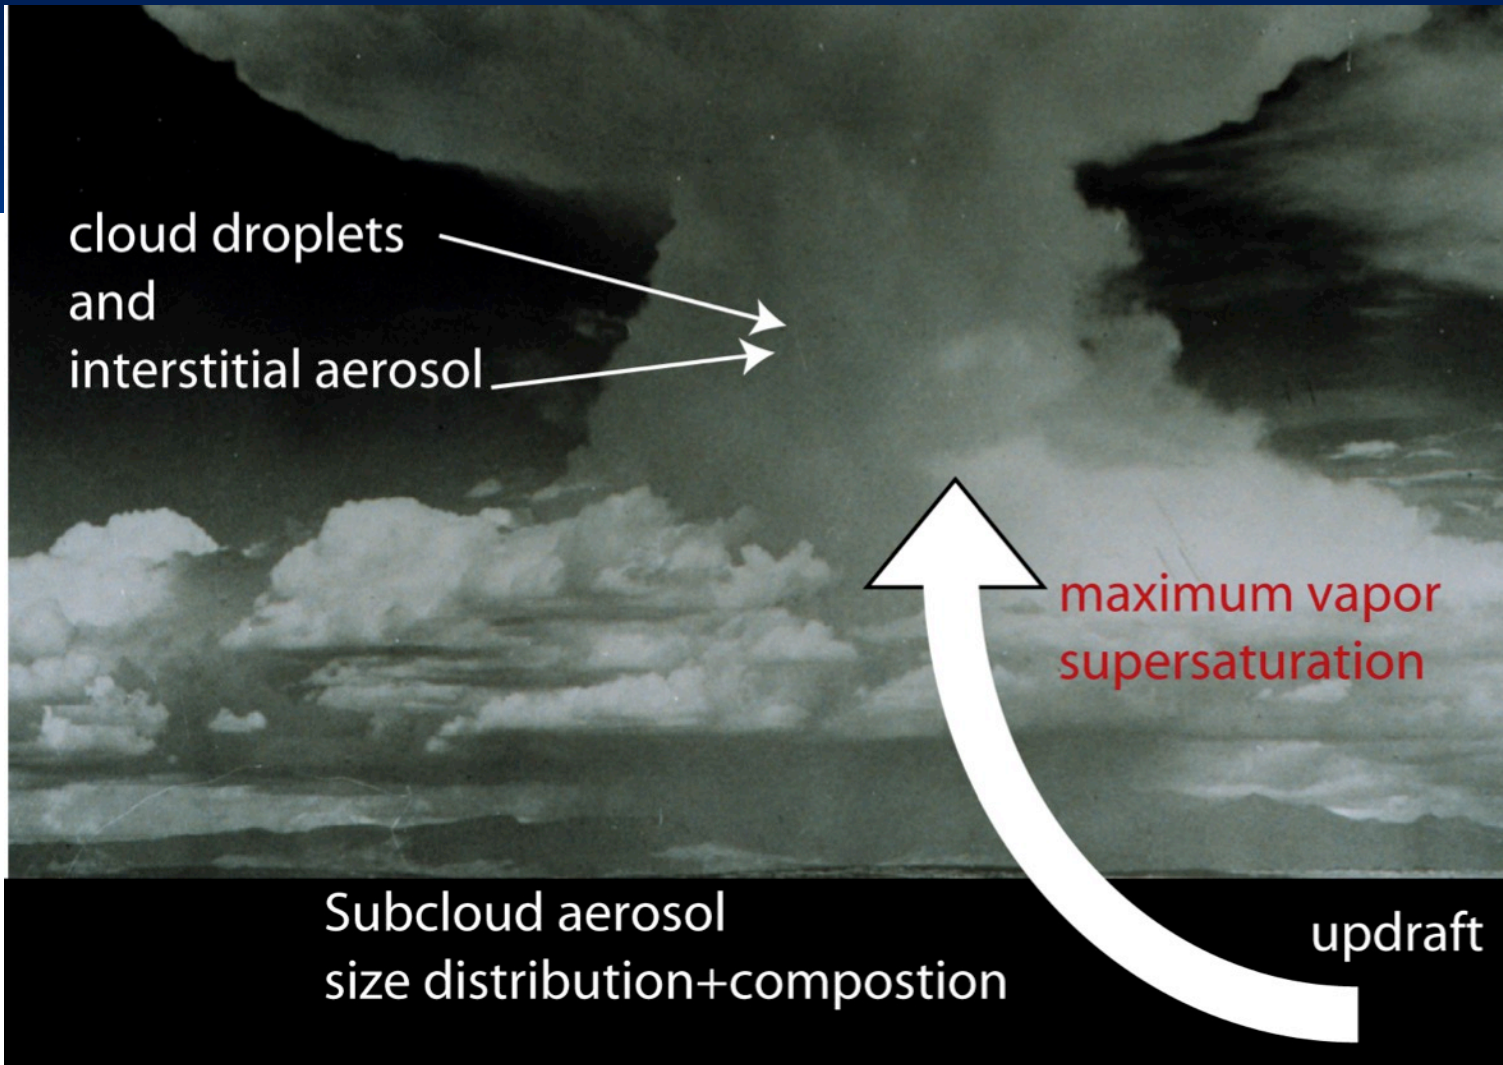 cloud droplets
and
interstitial aerosol
maximum vapor
supersaturation
Subcloud aerosol
size distribution+compostion
updraft